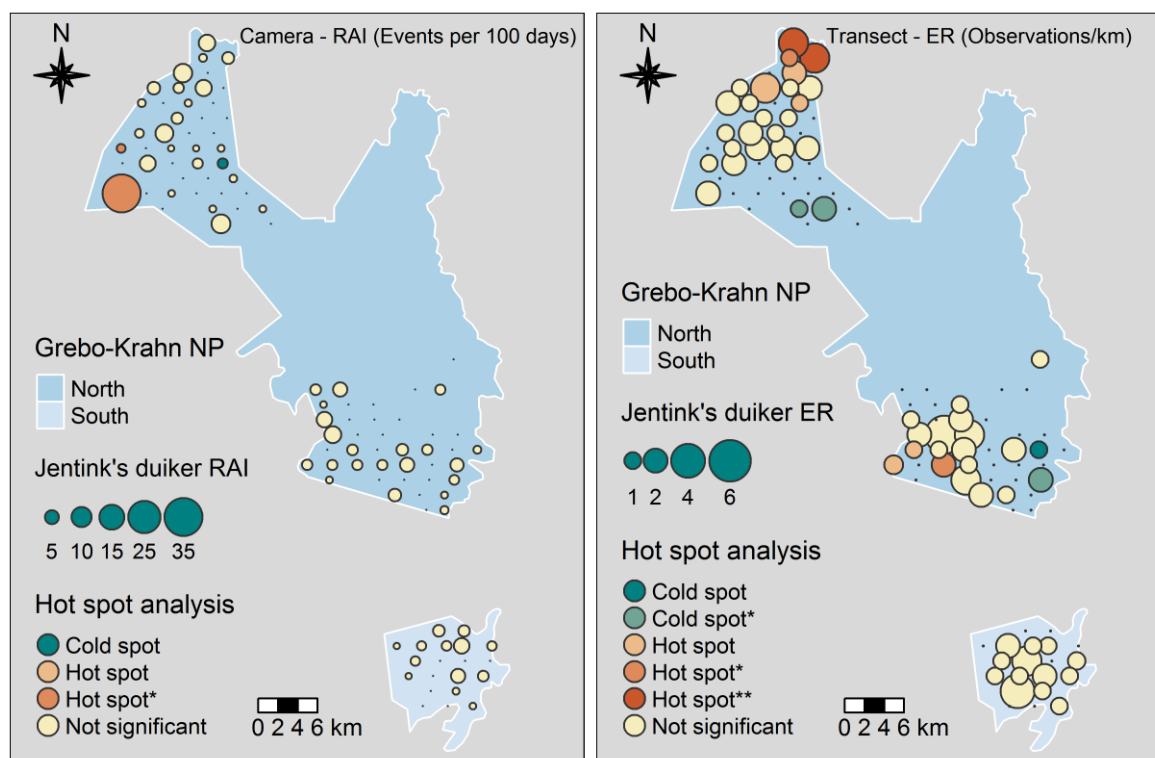 N
Camera - RAI (Events per 100 days)
Grebo-Krahn NP
North
South
Jentink's duiker RAI
5 10 15 25 35
Hot spot analysis
Cold spot
Hot spot
Hot spot*
Not significant
0 2 4 6 km
N
Transect - ER (Observations/km)
Grebo-Krahn NP
North
South
Jentink's duiker ER
1 2 4 6
Hot spot analysis
Cold spot
Cold spot*
Hot spot
Hot spot*
Hot spot**
Not significant
0 2 4 6 km